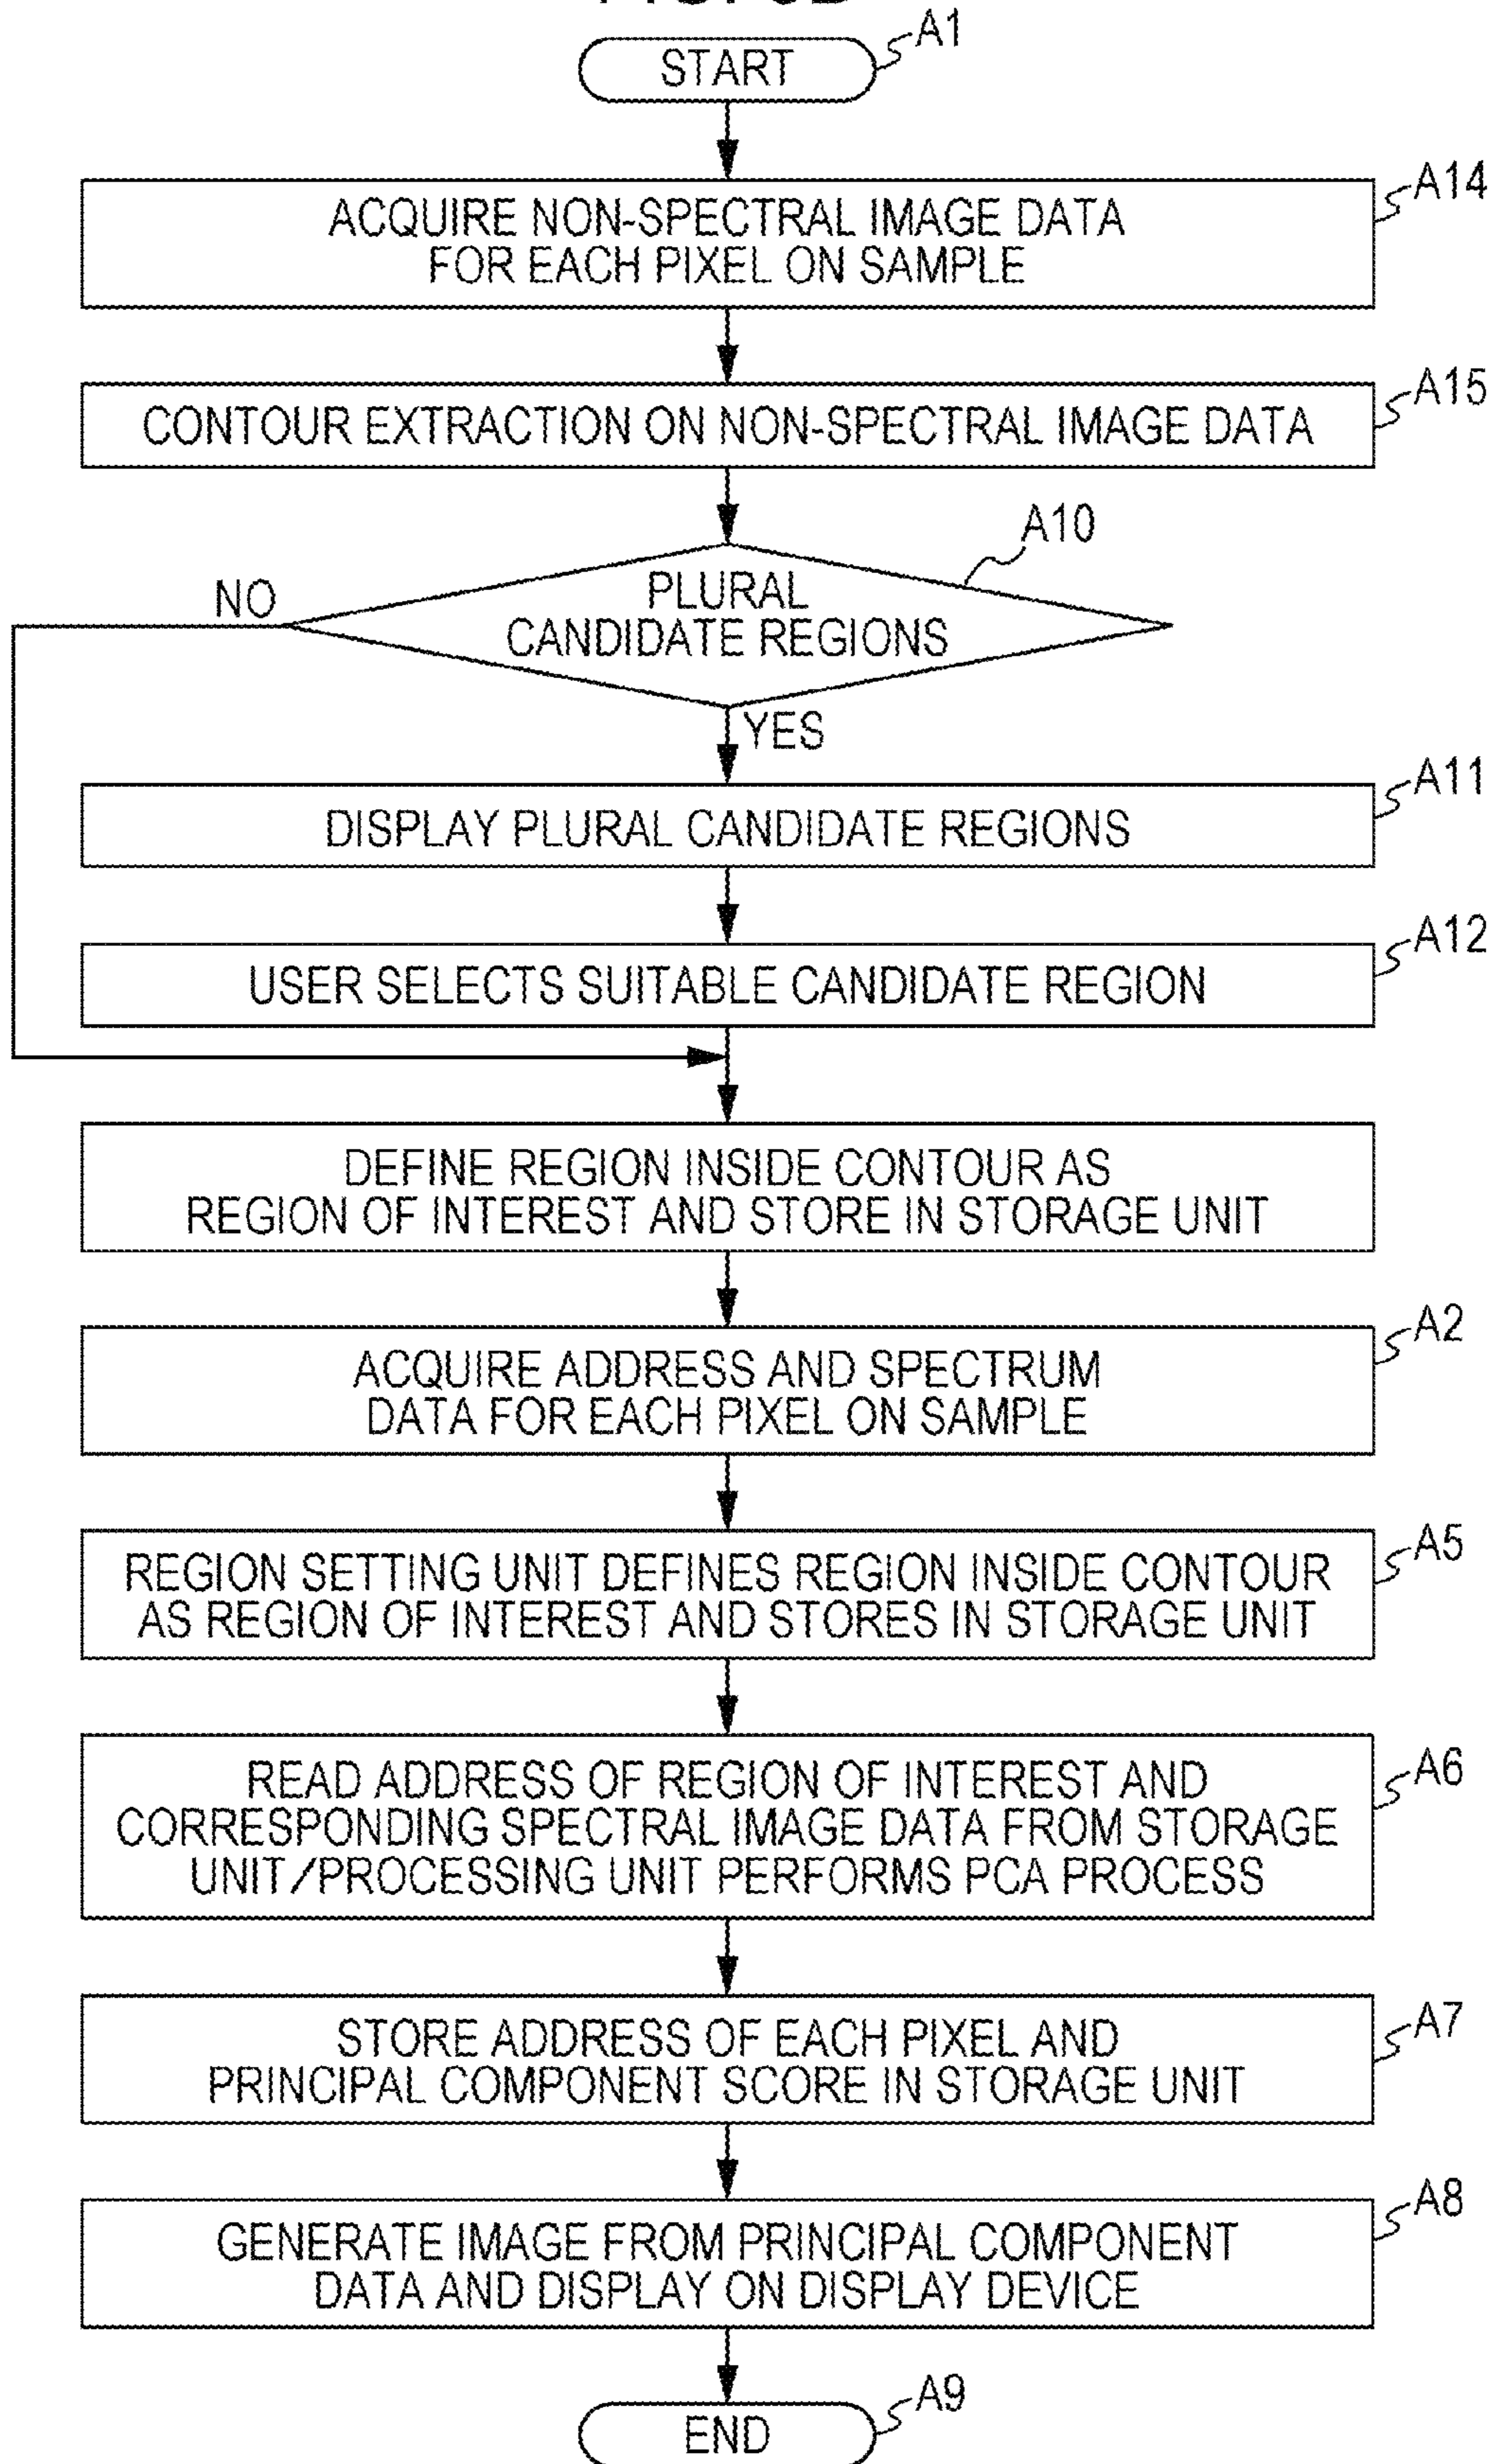 START
A1
ACQUIRE NON-SPECTRAL IMAGE DATA
FOR EACH PIXEL ON SAMPLE
A14
CONTOUR EXTRACTION ON NON-SPECTRAL IMAGE DATA
A15
A10
NO
PLURAL
CANDIDATE REGIONS
YES
DISPLAY PLURAL CANDIDATE REGIONS
A11
USER SELECTS SUITABLE CANDIDATE REGION
A12
DEFINE REGION INSIDE CONTOUR AS
REGION OF INTEREST AND STORE IN STORAGE UNIT
ACQUIRE ADDRESS AND SPECTRUM
DATA FOR EACH PIXEL ON SAMPLE
A2
REGION SETTING UNIT DEFINES REGION INSIDE CONTOUR
AS REGION OF INTEREST AND STORES IN STORAGE UNIT
A5
READ ADDRESS OF REGION OF INTEREST AND
CORRESPONDING SPECTRAL IMAGE DATA FROM STORAGE
UNIT/PROCESSING UNIT PERFORMS PCA PROCESS
A6
STORE ADDRESS OF EACH PIXEL AND
PRINCIPAL COMPONENT SCORE IN STORAGE UNIT
A7
GENERATE IMAGE FROM PRINCIPAL COMPONENT
DATA AND DISPLAY ON DISPLAY DEVICE
A8
END
A9